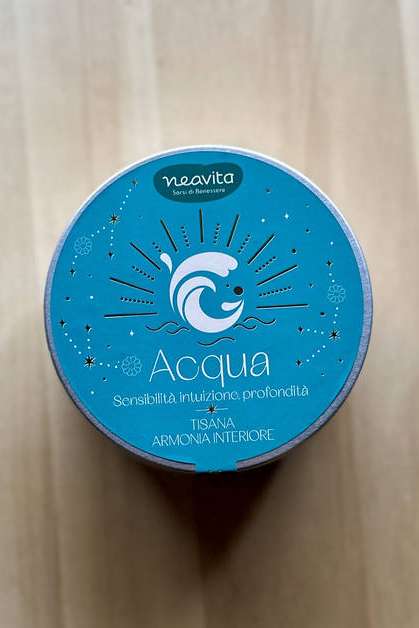 neavita
Sorsi di Benessere
Acqua
Sensibilità, intuizione, profondità
TISANA
ARMONIA INTERIORE